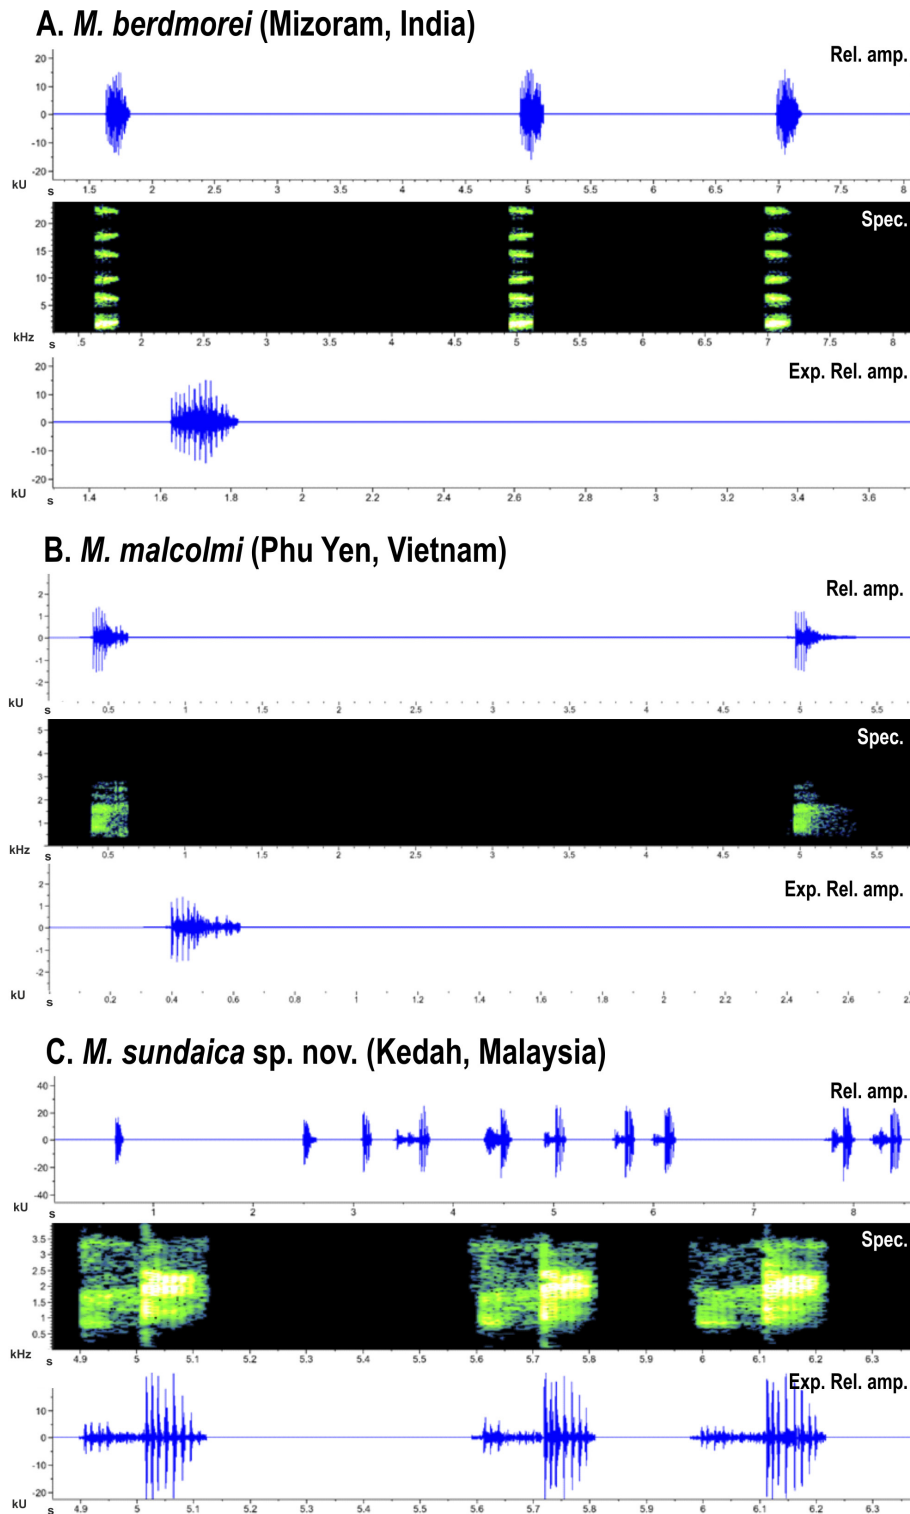 A. M. berdmorei (Mizoram, India)
Rel. amp.
20
10
0
-10
-20
kU
s 1.5 2 2.5 3 3.5 4 4.5 5 5.5 6 6.5 7 7.5 8
Spec.
20
15
10
5
kHz
s .5 2 2.5 3 3.5 4 4.5 5 5.5 6 6.5 7 7.5 8
Exp. Rel. amp.
20
10
0
-10
-20
kU
s 1.4 1.6 1.8 2 2.2 2.4 2.6 2.8 3 3.2 3.4 3.6
B. M. malcolmi (Phu Yen, Vietnam)
Rel. amp.
2
1
0
-1
-2
kU
s 0.5 1 1.5 2 2.5 3 3.5 4 4.5 5 5.5
Spec.
5
4
3
2
1
kHz
s 0.5 1 1.5 2 2.5 3 3.5 4 4.5 5 5.5
Exp. Rel. amp.
2
1
0
-1
-2
kU
s 0.2 0.4 0.6 0.8 1 1.2 1.4 1.6 1.8 2 2.2 2.4 2.6
C. M. sundaica sp. nov. (Kedah, Malaysia)
Rel. amp.
40
20
0
-20
-40
kU
s 1 2 3 4 5 6 7 8
Spec.
3.5
3
2.5
2
1.5
1
0.5
kHz
s 4.9 5 5.1 5.2 5.3 5.4 5.5 5.6 5.7 5.8 5.9 6 6.1 6.2 6.3
Exp. Rel. amp.
10
0
-10
-20
kU
s 4.9 5 5.1 5.2 5.3 5.4 5.5 5.6 5.7 5.8 5.9 6 6.1 6.2 6.3